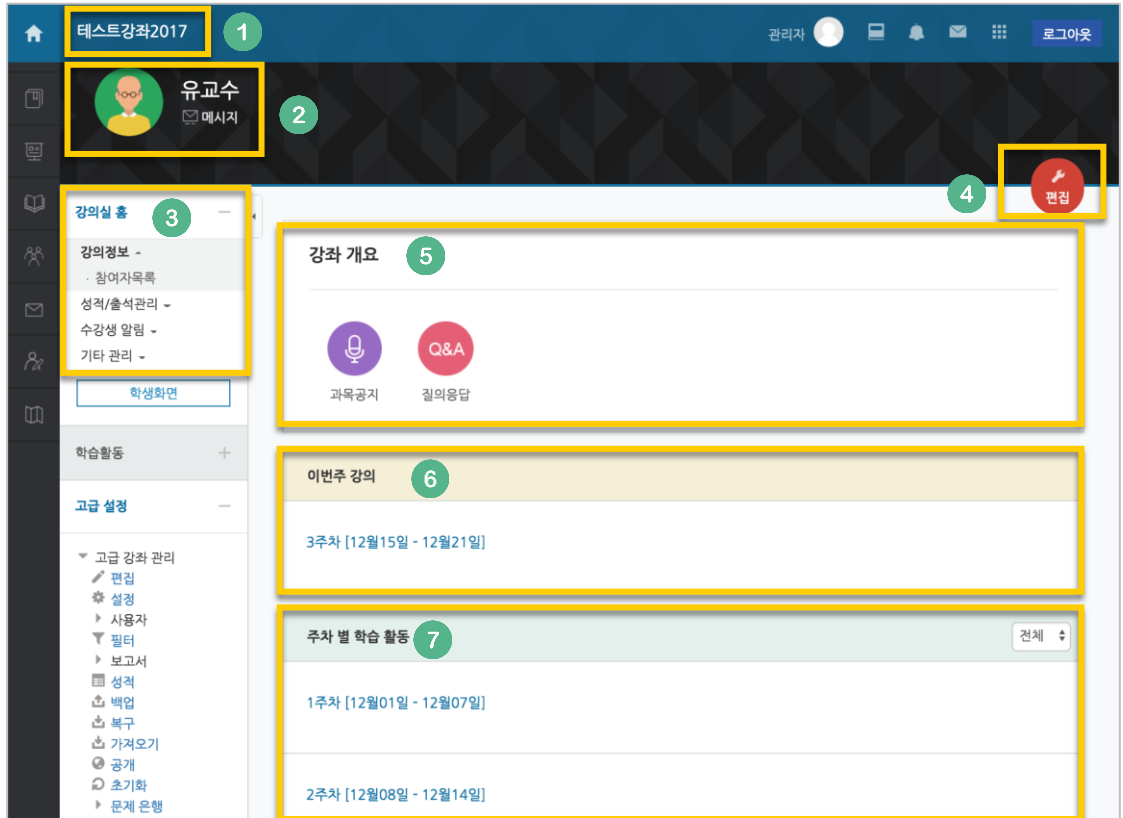 테스트강좌2017
1
관리자
로그아웃
유교수
메시지
2
4
편집
강의실 홈
3
강의정보
· 참여자목록
성적/출석관리
수강생 알림
기타 관리
학생화면
학습활동
고급 설정
고급 강좌 관리
편집
설정
사용자
필터
보고서
성적
백업
복구
가져오기
공개
초기화
문제 은행
강좌 개요
5
Q&A
과목공지
질의응답
이번주 강의
6
3주차 [12월15일 - 12월21일]
주차 별 학습 활동
7
전체
1주차 [12월01일 - 12월07일]
2주차 [12월08일 - 12월14일]